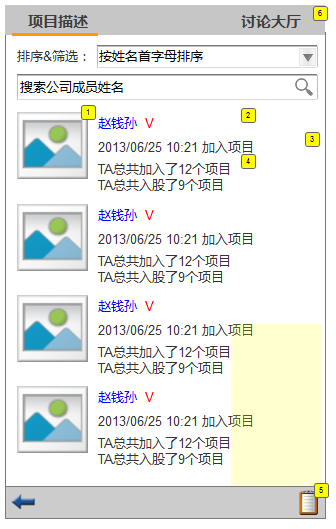 项目描述 讨论大厅 6
排序&筛选： 按姓名首字母排序
搜索公司成员姓名
1 赵钱孙 V 2
2013/06/25 10:21 加入项目 3
TA总共加入了12个项目 4
TA总共入股了9个项目
赵钱孙 V
2013/06/25 10:21 加入项目
TA总共加入了12个项目
TA总共入股了9个项目
赵钱孙 V
2013/06/25 10:21 加入项目
TA总共加入了12个项目
TA总共入股了9个项目
赵钱孙 V
2013/06/25 10:21 加入项目
TA总共加入了12个项目
TA总共入股了9个项目
5